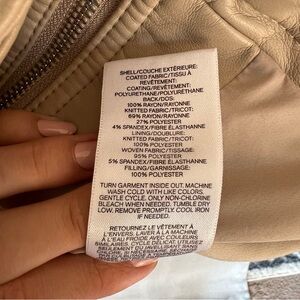 SHELL/COUCHE EXTÉRIEURE:
COATED FABRIC/TISSU À
REVÊTEMENT:
COATING/REVÊTEMENT:
POLYURETHANE/POLYURETHANE
BACK/DOS:
100% RAYON/RAYONNE
KNITTED FABRIC/TRICOT:
69% RAYON/RAYONNE
27% POLYESTER
4% SPANDEX/FIBRE ÉLASTHANNE
LINING/DOUBLURE:
KNITTED FABRIC/TRICOT:
100% POLYESTER
WOVEN FABRIC/TISSAGE:
95% POLYESTER
5% SPANDEX/FIBRE ÉLASTHANNE
FILLING/GARNISSAGE:
100% POLYESTER
TURN GARMENT INSIDE OUT. MACHINE
WASH COLD WITH LIKE COLORS.
GENTLE CYCLE. ONLY NON-CHLORINE
BLEACH WHEN NEEDED. TUMBLE DRY
LOW. REMOVE PROMPTLY. COOL IRON
IF NEEDED.
RETOURNEZ LE VÊTEMENT À
L'ENVERS. LAVER À LA MACHINE
À L'EAU FROIDE AVEC COULEURS
SIMILAIRES. CYCLE DÉLICAT. UTILISEZ